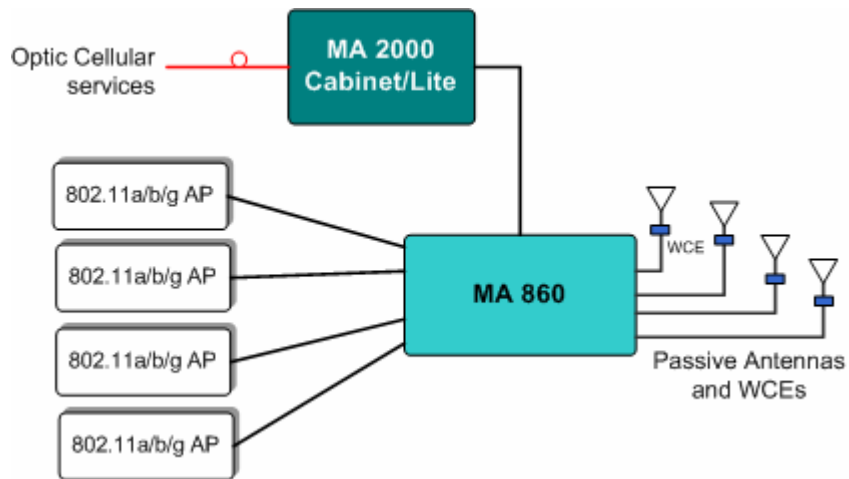 MA 2000
Cabinet/Lite
Optic Cellular
services
802.11a/b/g AP
802.11a/b/g AP
802.11a/b/g AP
802.11a/b/g AP
MA 860
WCE
Passive Antennas
and WCEs